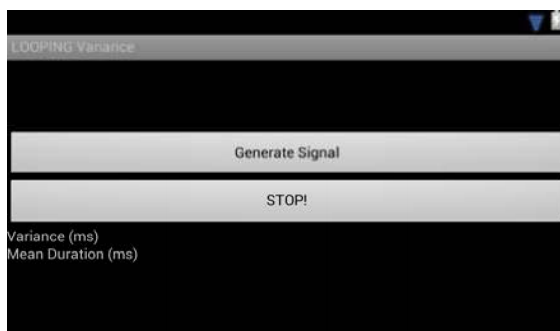 LOOPING Variance
Generate Signal
STOP!
Variance (ms)
Mean Duration (ms)